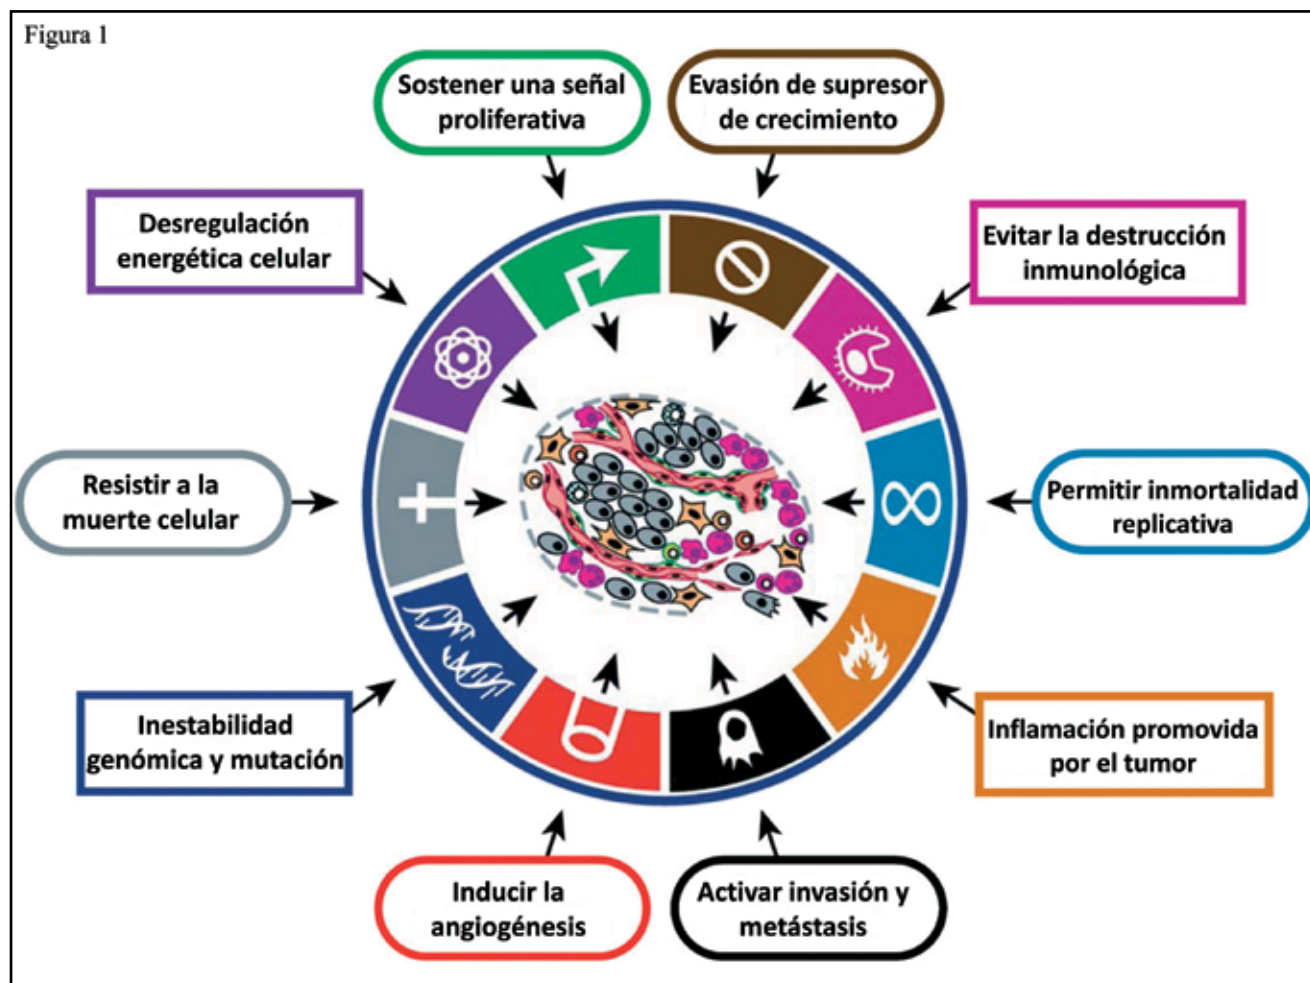 Figura 1
Sostener una señal
proliferativa
Evasión de supresor
de crecimiento
Desregulación
energética celular
Evitar la destrucción
inmunológica
Resistir a la
muerte celular
Permitir inmortalidad
replicativa
Inestabilidad
genómica y mutación
Inflamación promovida
por el tumor
Inducir la
angiogénesis
Activar invasión y
metástasis